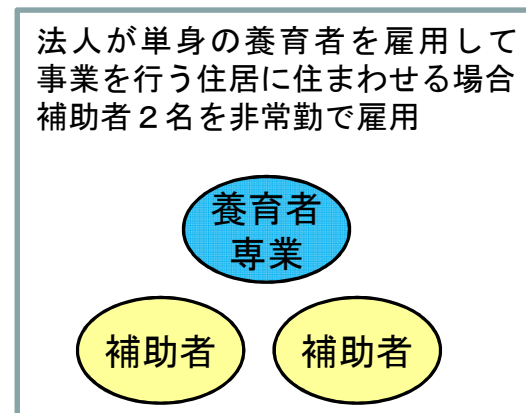 法人が単身の養育者を雇用して
事業を行う住居に住まわせる場合
補助者２名を非常勤で雇用
養育者
専業
補助者
補助者